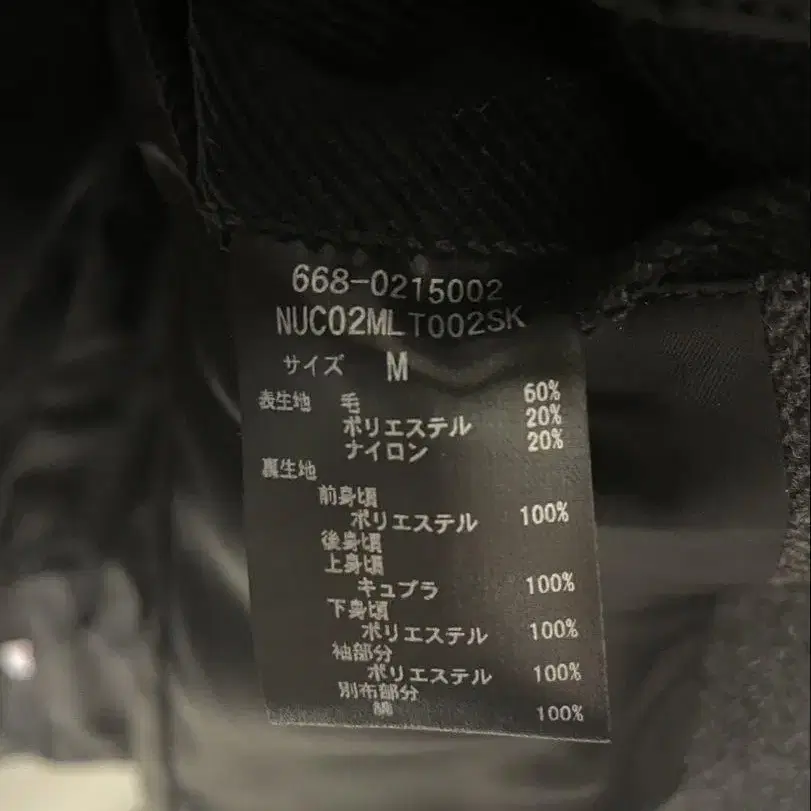 668-0215002
NUC02MLT002SK
サイズ M
表生地 毛 60%
ポリエステル 20%
ナイロン 20%
裏生地
前身頃
ポリエステル 100%
後身頃
上身頃
キュプラ 100%
下身頃
ポリエステル 100%
袖部分
ポリエステル 100%
別布部分
綿 100%